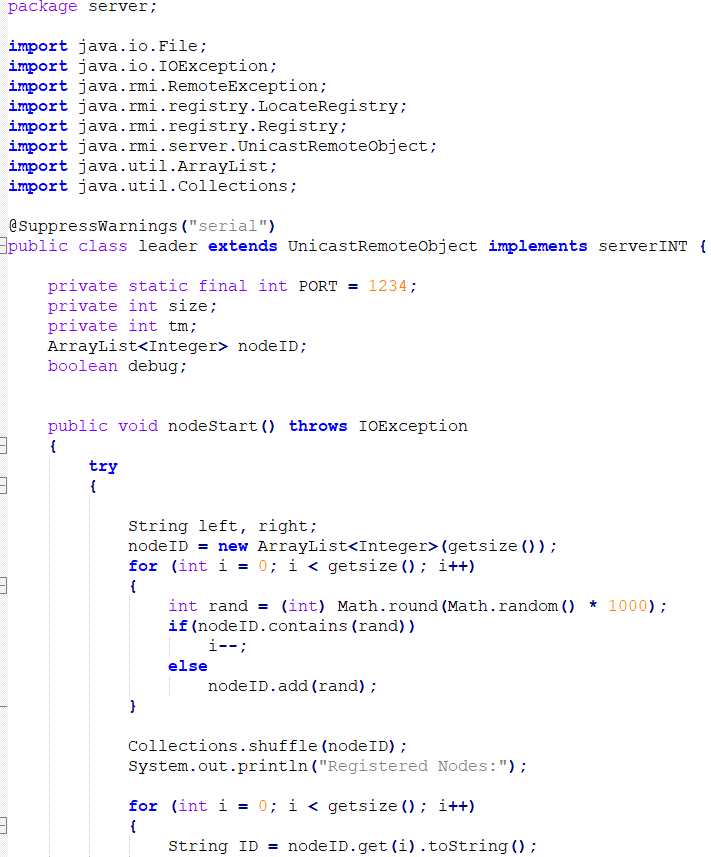 package server;
import java.io.File;
import java.io.IOException;
import java.rmi.RemoteException;
import java.rmi.registry.LocateRegistry;
import java.rmi.registry.Registry;
import java.rmi.server.UnicastRemoteObject;
import java.util.ArrayList;
import java.util.Collections;
@SuppressWarnings("serial")
public class leader extends UnicastRemoteObject implements serverINT {
private static final int PORT = 1234;
private int size;
private int tm;
ArrayList<Integer> nodeID;
boolean debug;
public void nodeStart() throws IOException
{
try
{
String left, right;
nodeID = new ArrayList<Integer>(getsize());
for (int i = 0; i < getsize(); i++)
{
int rand = (int) Math.round(Math.random() * 1000);
if(nodeID.contains(rand))
i--;
else
nodeID.add(rand);
}
Collections.shuffle(nodeID);
System.out.println("Registered Nodes:");
for (int i = 0; i < getsize(); i++)
{
String ID = nodeID.get(i).toString();